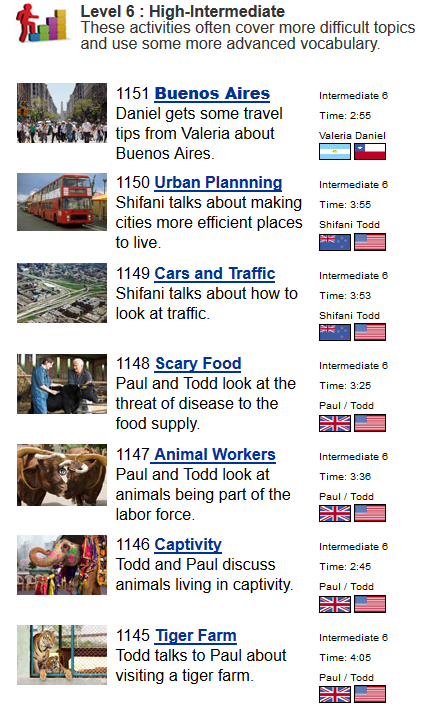 Level 6 : High-Intermediate
These activities often cover more difficult topics
and use some more advanced vocabulary.
1151 Buenos Aires
Daniel gets some travel
tips from Valeria about
Buenos Aires.
Intermediate 6
Time: 2:55
Valeria Daniel
1150 Urban Plannning
Shifani talks about making
cities more efficient places
to live.
Intermediate 6
Time: 3:55
Shifani Todd
1149 Cars and Traffic
Shifani talks about how to
look at traffic.
Intermediate 6
Time: 3:53
Shifani Todd
1148 Scary Food
Paul and Todd look at the
threat of disease to the
food supply.
Intermediate 6
Time: 3:25
Paul / Todd
1147 Animal Workers
Paul and Todd look at
animals being part of the
labor force.
Intermediate 6
Time: 3:36
Paul / Todd
1146 Captivity
Todd and Paul discuss
animals living in captivity.
Intermediate 6
Time: 2:45
Paul / Todd
1145 Tiger Farm
Todd talks to Paul about
visiting a tiger farm.
Intermediate 6
Time: 4:05
Paul / Todd